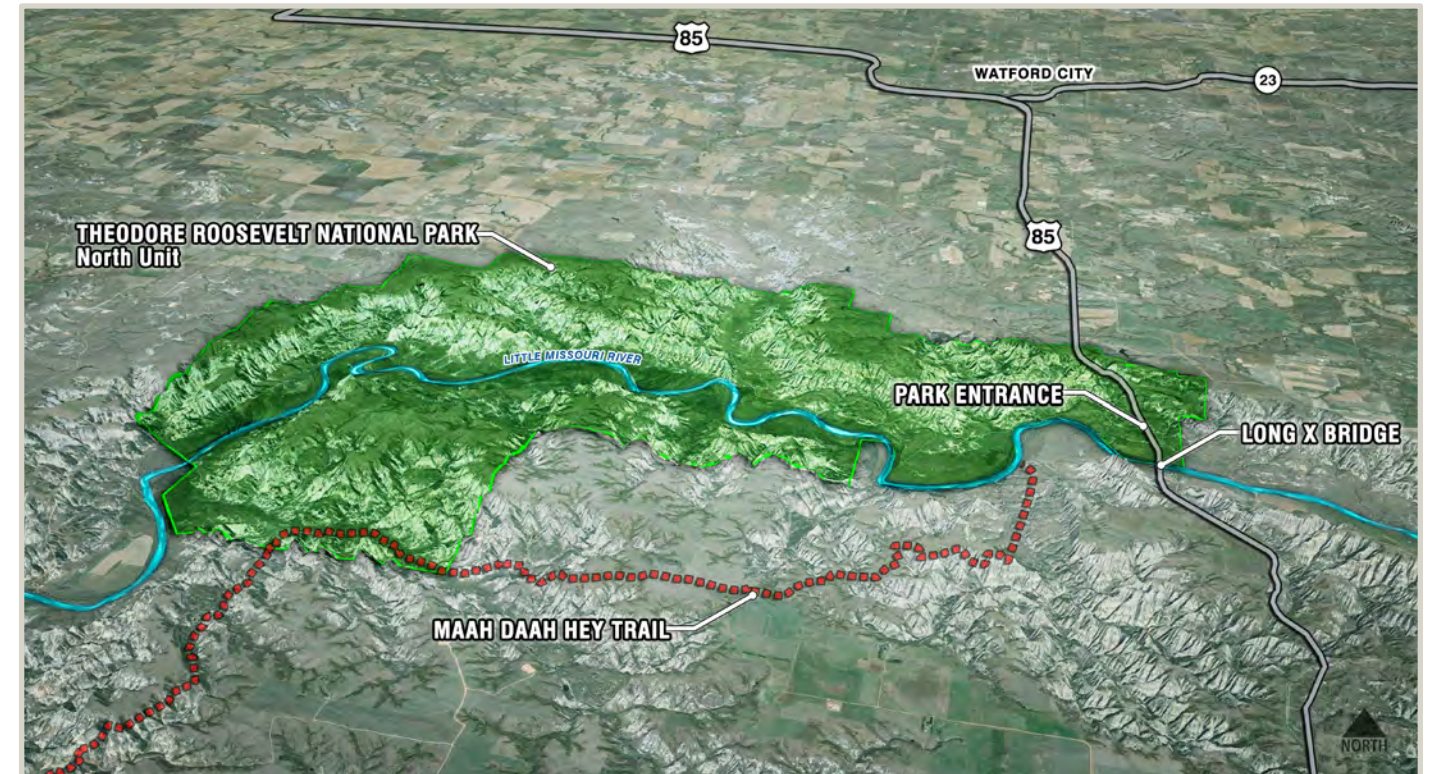 85
WATFORD CITY
23
THEODORE ROOSEVELT NATIONAL PARK
North Unit
85
LITTLE MISSOURI RIVER
PARK ENTRANCE
LONG X BRIDGE
MAAH DAAH HEY TRAIL
NORTH